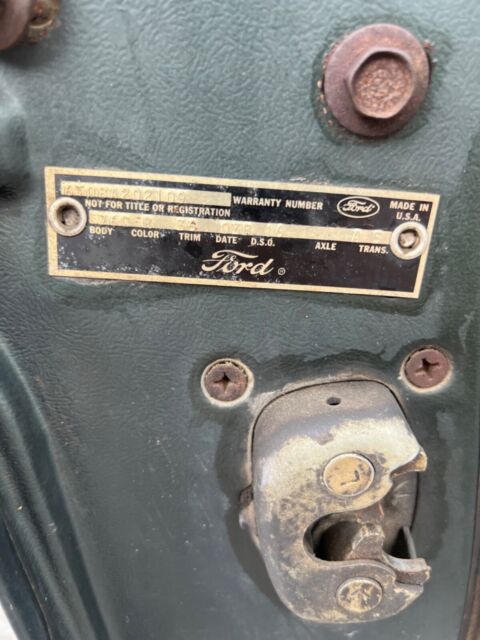 WARRANTY NUMBER Ford MADE IN
NOT FOR TITLE OR REGISTRATION U.S.A.
BODY COLOR TRIM DATE D.S.O. AXLE TRANS.
Ford ®